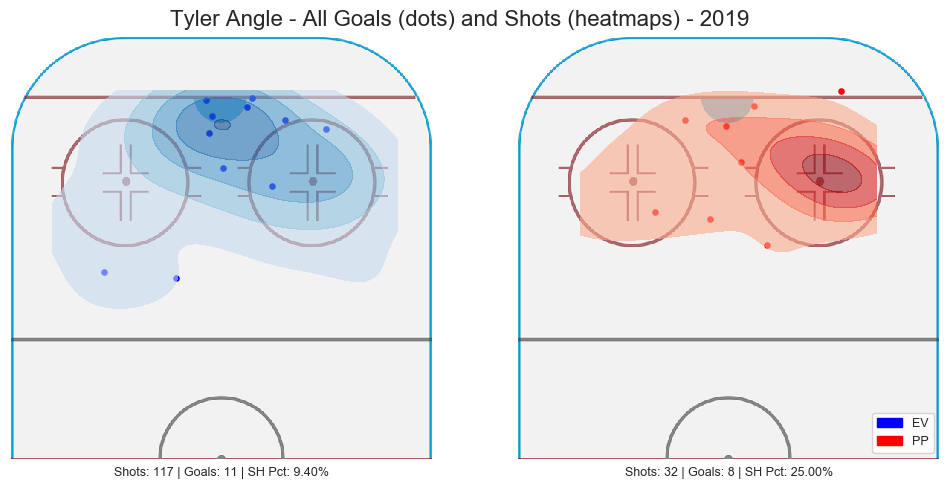 Tyler Angle - All Goals (dots) and Shots (heatmaps) - 2019
EV
PP
Shots: 117 | Goals: 11 | SH Pct: 9.40%
Shots: 32 | Goals: 8 | SH Pct: 25.00%